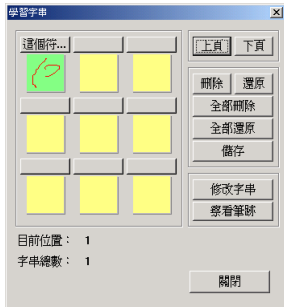 學習字串
這個符...
上頁 下頁
刪除 還原
全部刪除
全部還原
儲存
修改字串
察看筆跡
目前位置： 1
字串總數： 1
關閉